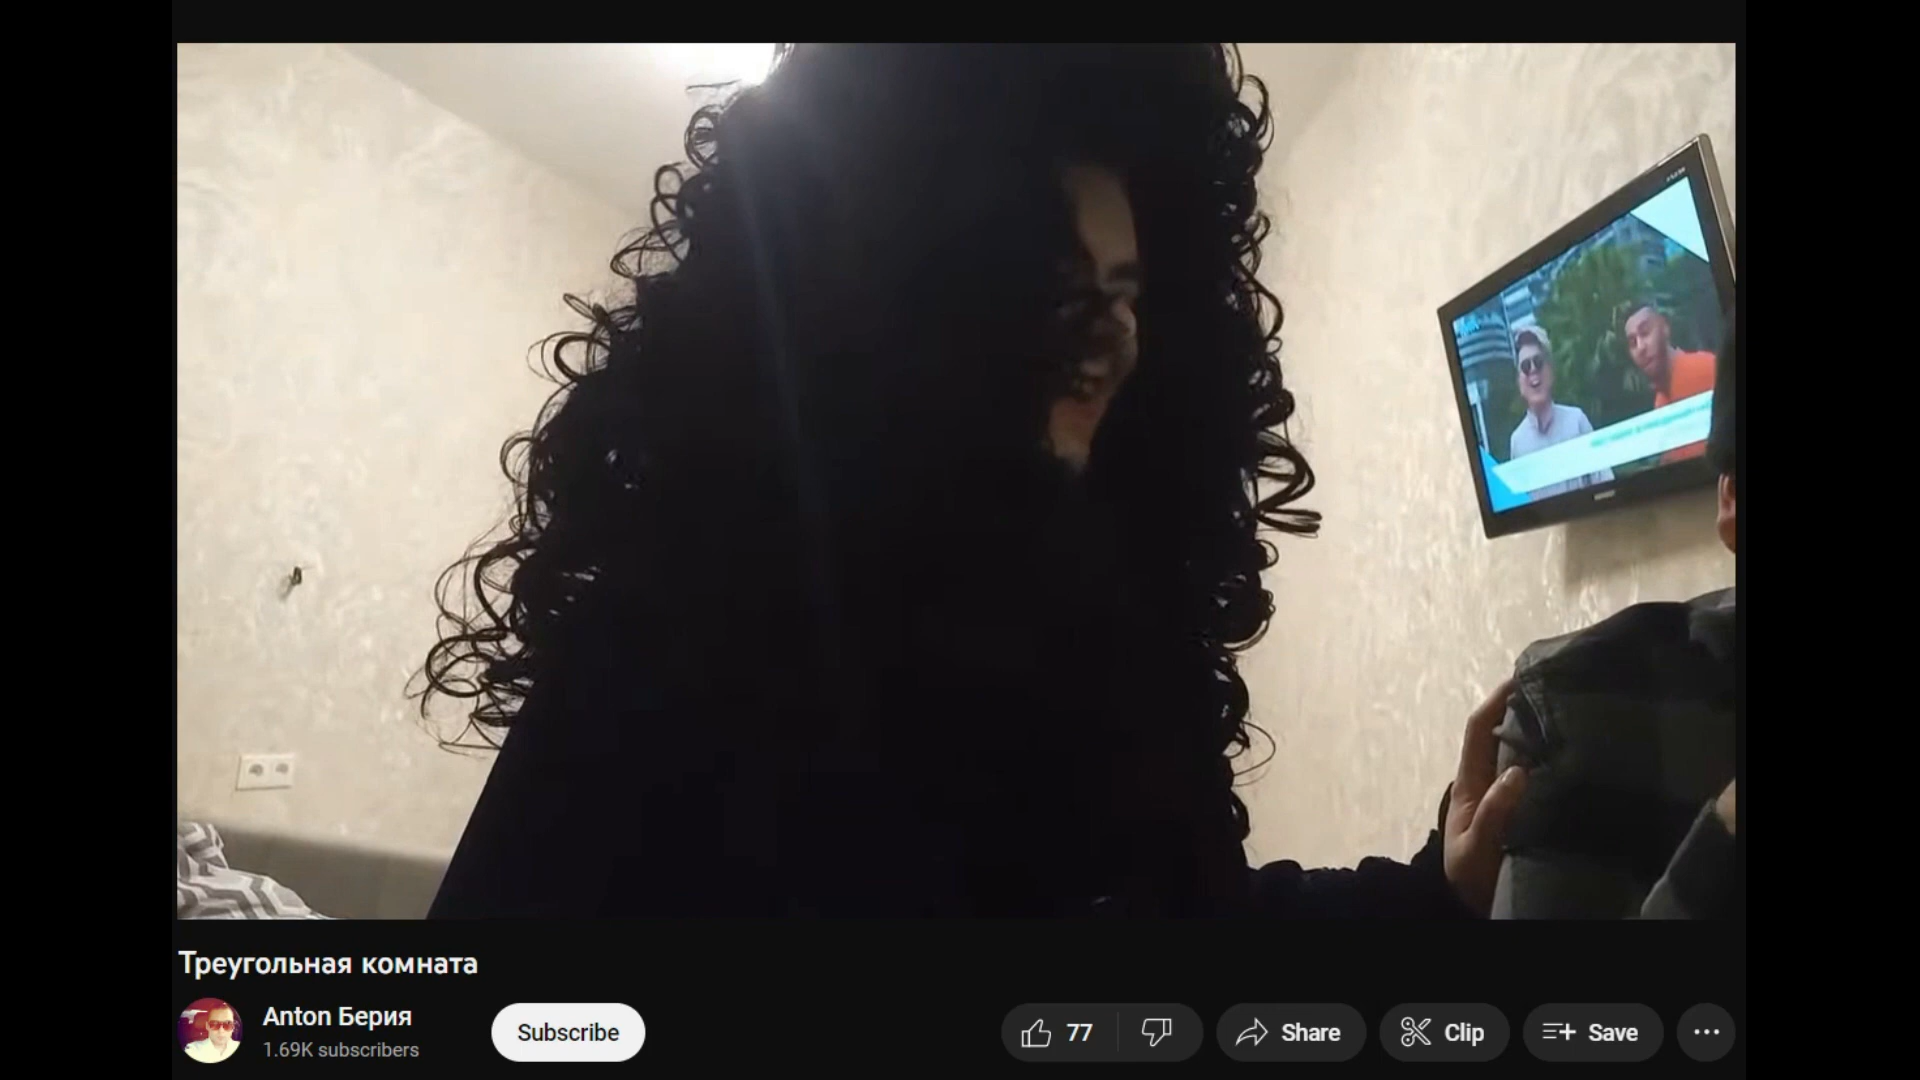 Треугольная комната
Anton Берия
1.69K subscribers
Subscribe
77
Share
Clip
Save